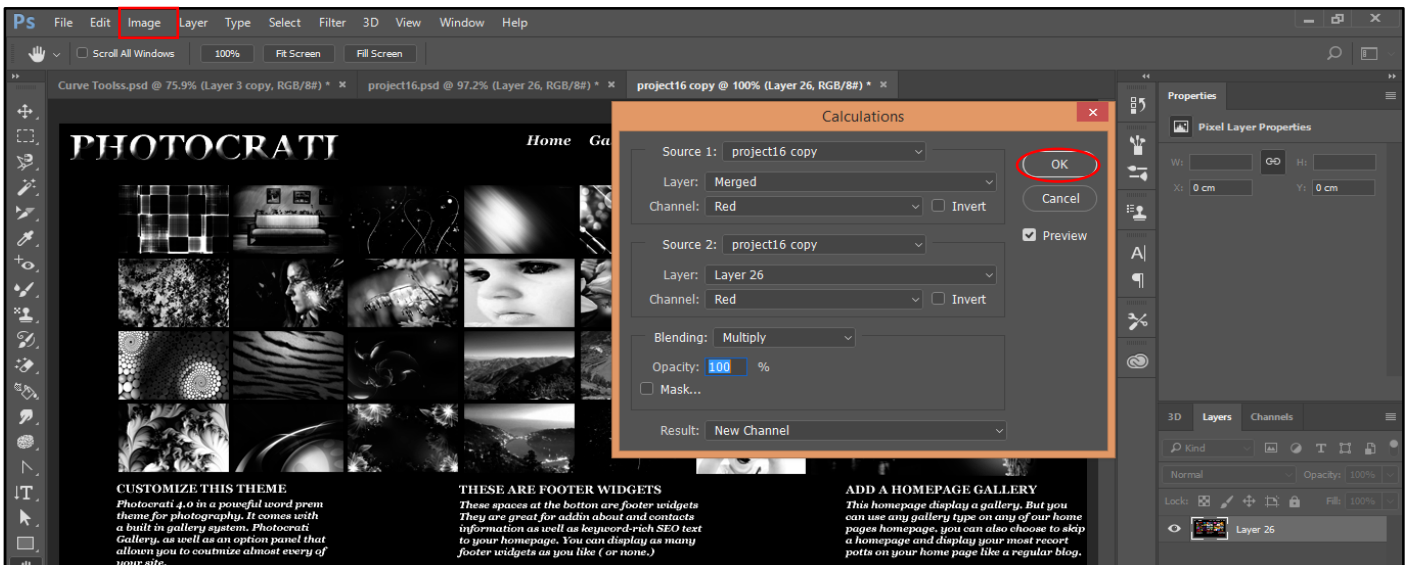 Ps File Edit Image Layer Type Select Filter 3D View Window Help
Scroll All Windows 100% Fit Screen Fill Screen
Curve Toolss.psd @ 75.9% (Layer 3 copy, RGB/8#) * × project16.psd @ 97.2% (Layer 26, RGB/8#) * × project16 copy @ 100% (Layer 26, RGB/8#) * ×
PHOTOCRATI
Home
Calculations
Source 1: project16 copy
Layer: Merged
Channel: Red Invert
Source 2: project16 copy
Layer: Layer 26
Channel: Red Invert
Blending: Multiply
Opacity: 100 %
Mask...
Result: New Channel
OK
Cancel
Preview
CUSTOMIZE THIS THEME
Photocrati 4.0 in a poweful word prem
theme for photography. It comes with
a built in gallery system. Photocrati
Gallery. as well as an option panel that
allown you to coutmize almost every of
your site.
THESE ARE FOOTER WIDGETS
These spaces at the botton are footer widgets
They are great for addin about and contacts
information as well as keynord-rich SEO text
to your homepage. You can display as many
footer widgets as you like ( or none.)
ADD A HOMEPAGE GALLERY
This homepage display a gallery. But you
can use any gallery type on any of our home
pages homepage. you can also choose to skip
a homepage and display your most recort
potts on your home page like a regular blog.
Properties
Pixel Layer Properties
W: H:
X: 0 cm Y: 0 cm
3D Layers Channels
Kind
Normal Opacity: 100%
Lock: Fill: 100%
Layer 26